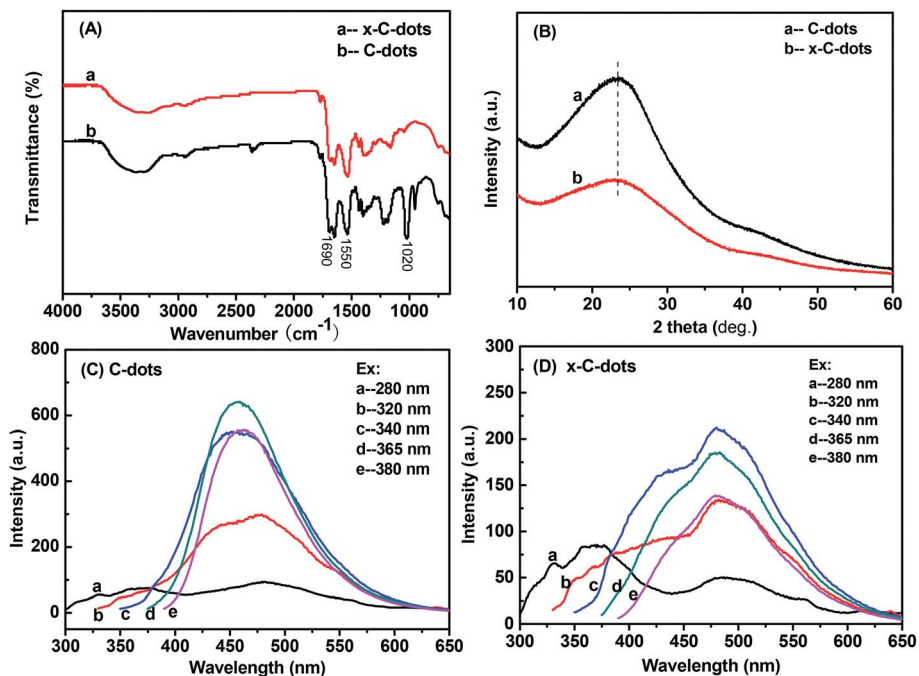 (A)
a-- x-C-dots
b-- C-dots
a
b
1690
1550
1020
Transmittance (%)
4000 3500 3000 2500 2000 1500 1000
Wavenumber (cm-1)
(B)
a-- C-dots
b-- x-C-dots
a
b
Intensity (a.u.)
10 20 30 40 50 60
2 theta (deg.)
(C) C-dots
Ex:
a--280 nm
b--320 nm
c--340 nm
d--365 nm
e--380 nm
800
600
400
200
0
Intensity (a.u.)
a
b c d e
300 350 400 450 500 550 600 650
Wavelength (nm)
(D) x-C-dots
Ex:
a--280 nm
b--320 nm
c--340 nm
d--365 nm
e--380 nm
300
250
200
150
100
50
0
Intensity (a.u.)
a
b c d e
300 350 400 450 500 550 600 650
Wavelength (nm)